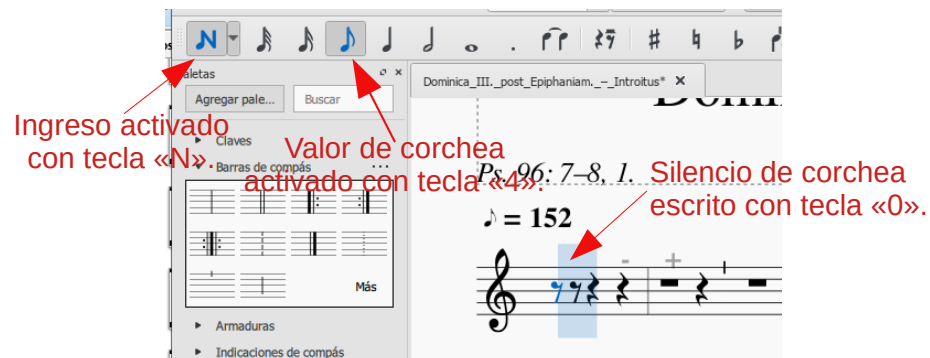 N
Paletas
Agregar pale...
Buscar
Claves
Barras de compás
Más
Armaduras
Indicaciones de compás
Dominica_III._post_Epiphaniam._–_Introitus*
Ps. 96: 7–8, 1.
♪ = 152
Ingreso activado
con tecla «N».
Valor de corchea
activado con tecla «4».
Silencio de corchea
escrito con tecla «0».